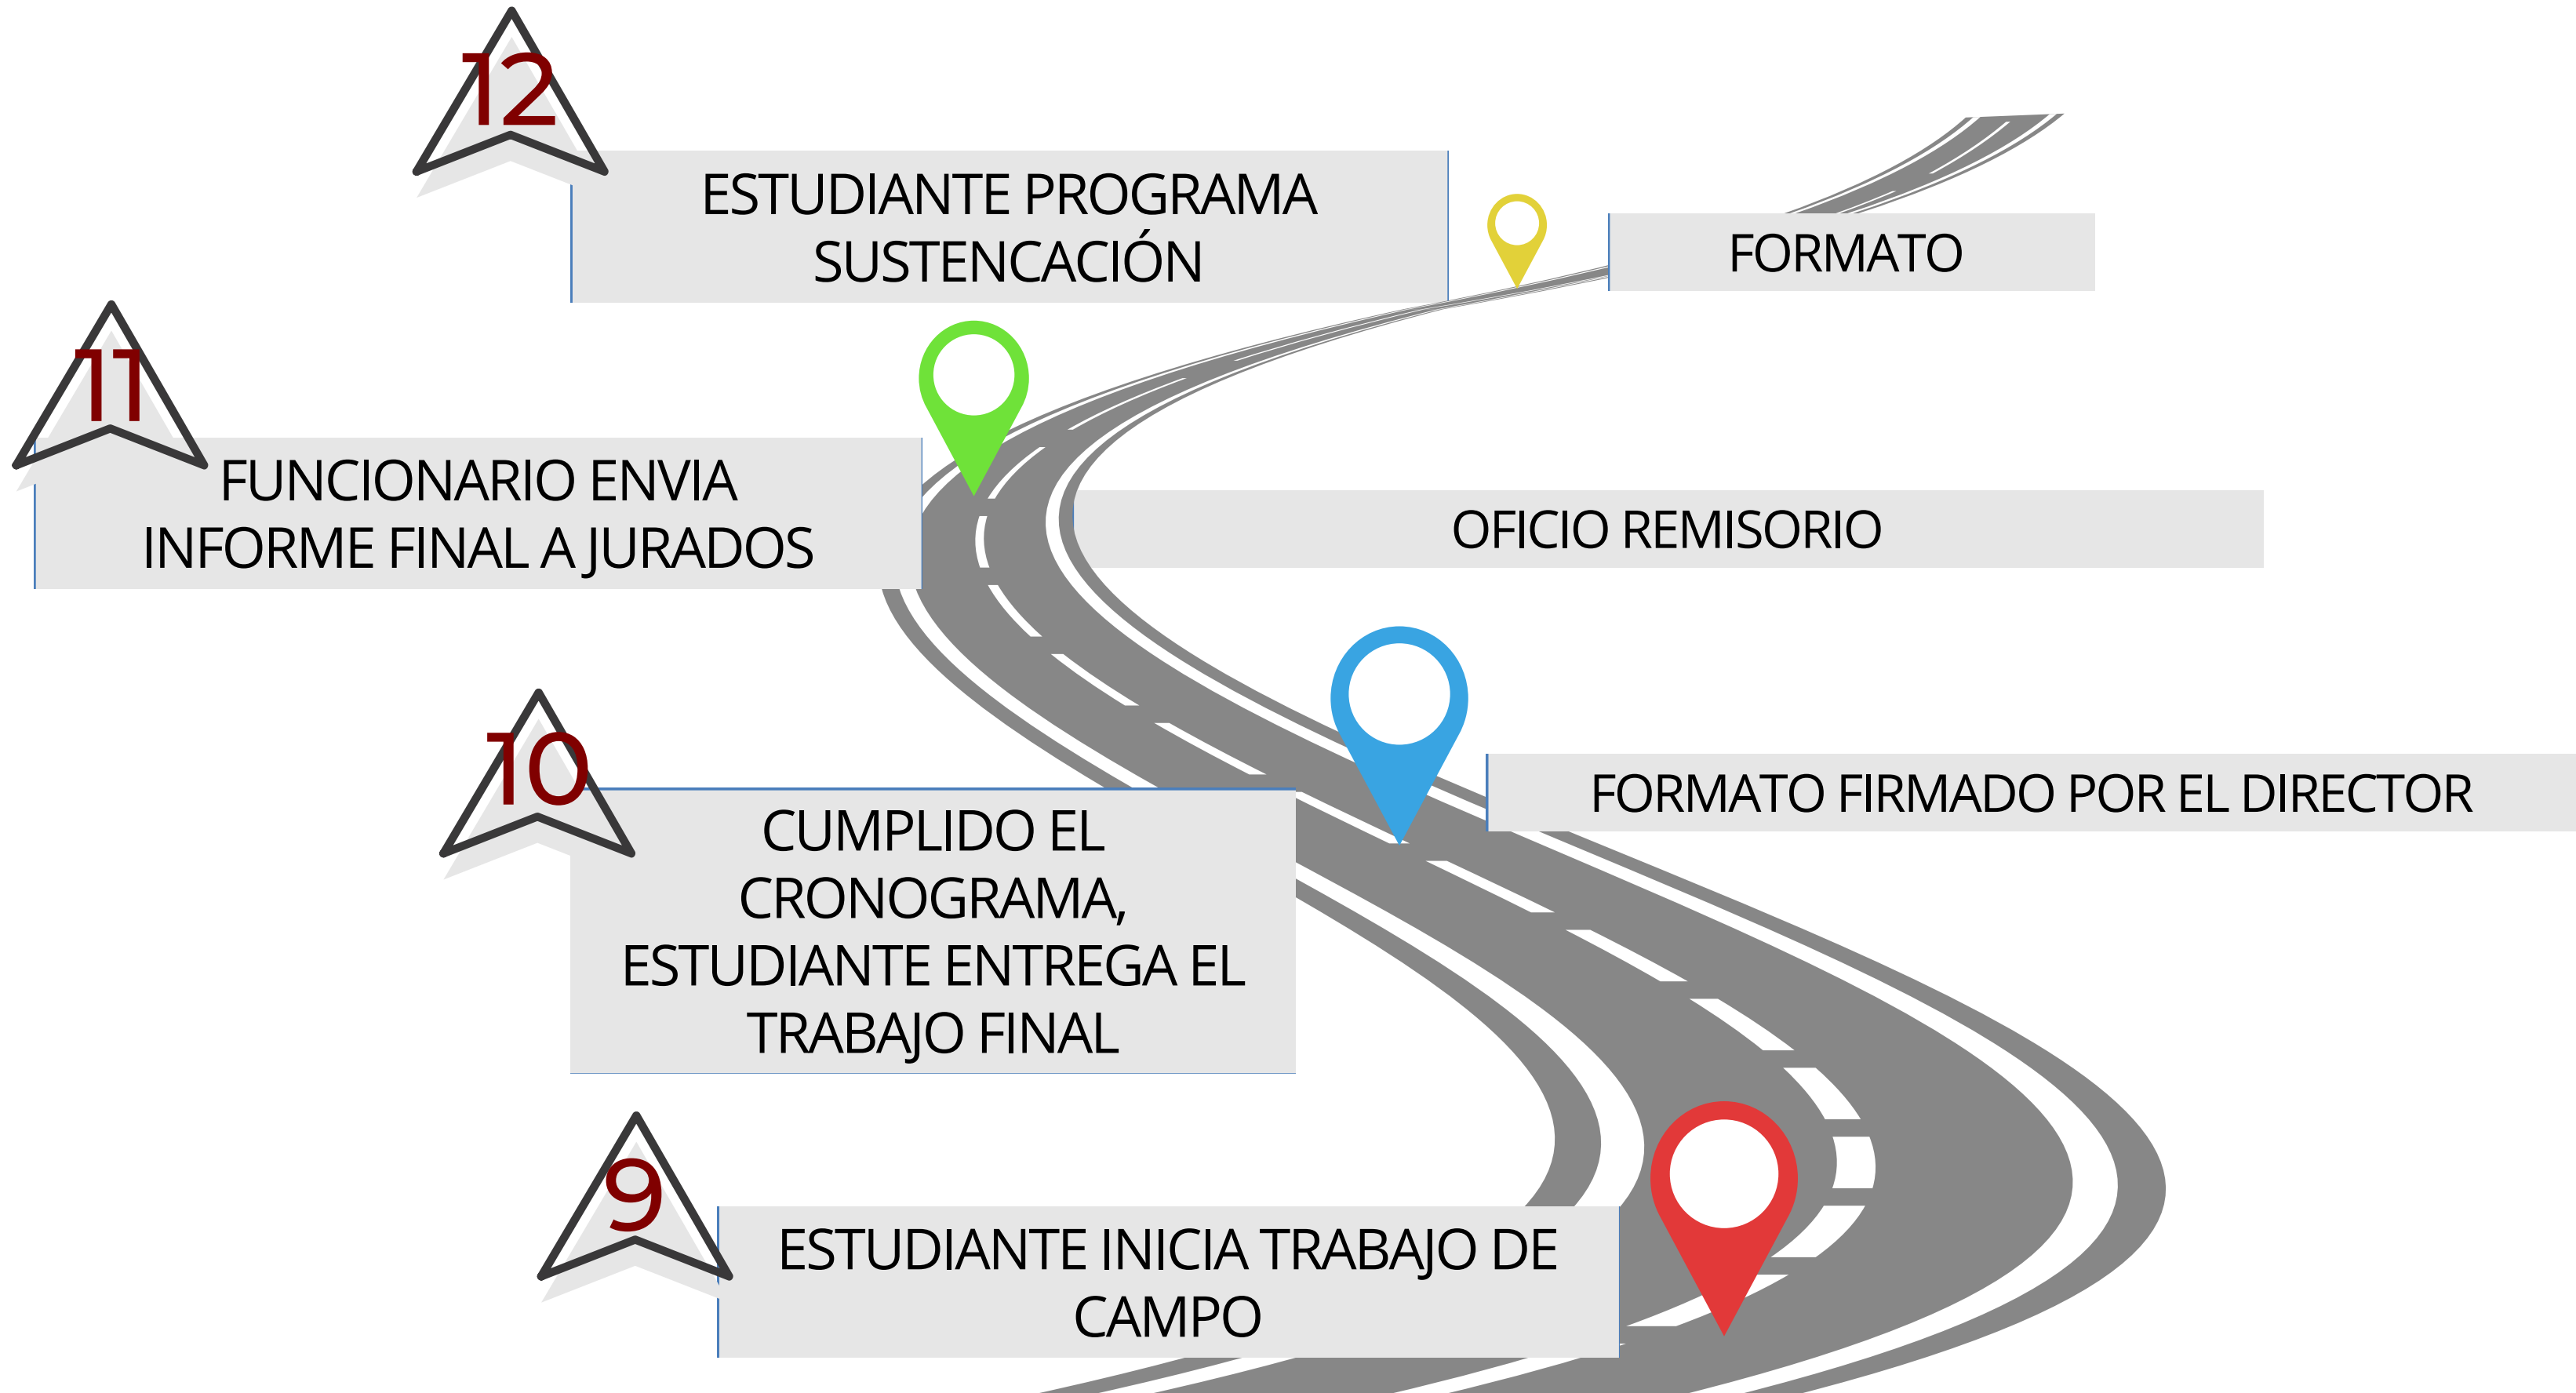 12
ESTUDIANTE PROGRAMA
SUSTENCACIÓN
FORMATO
11
FUNCIONARIO ENVIA
INFORME FINAL A JURADOS
OFICIO REMISORIO
10
CUMPLIDO EL
CRONOGRAMA,
ESTUDIANTE ENTREGA EL
TRABAJO FINAL
FORMATO FIRMADO POR EL DIRECTOR
9
ESTUDIANTE INICIA TRABAJO DE
CAMPO